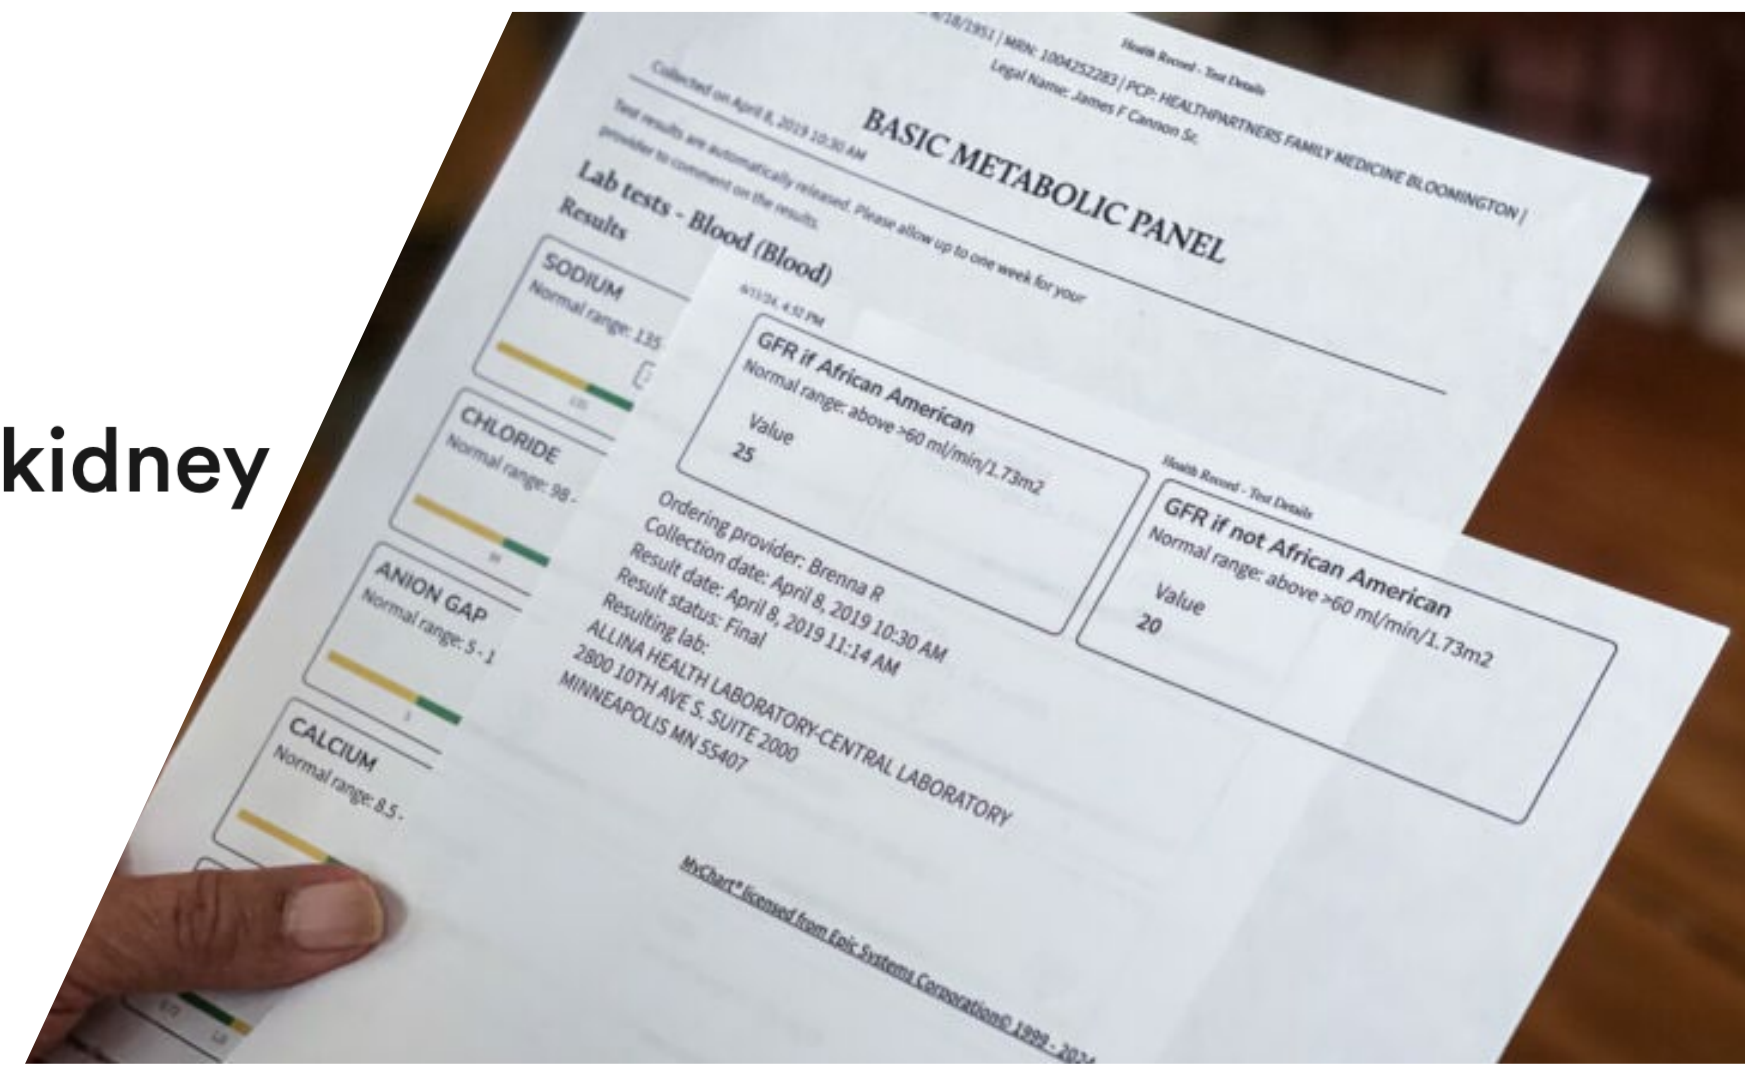 kidney
/18/1951 | MRN: 1004252283 | PCP: HEALTHPARTNERS FAMILY MEDICINE BLOOMINGTON |
Health Record - Test Details
Legal Name: James F Cannon Sr.
Collected on April 8, 2019 10:30 AM
BASIC METABOLIC PANEL
Test results are automatically released. Please allow up to one week for your
provider to comment on the results.
Lab tests - Blood (Blood)
Results
SODIUM
Normal range: 135
CHLORIDE
Normal range: 98 -
ANION GAP
Normal range: 5 - 1
CALCIUM
Normal range: 8.5 -
4:52 PM
GFR if African American
Normal range: above >60 ml/min/1.73m2
Value
25
Health Record - Test Details
GFR if not African American
Normal range: above >60 ml/min/1.73m2
Value
20
Ordering provider: Brenna R
Collection date: April 8, 2019 10:30 AM
Result date: April 8, 2019 11:14 AM
Result status: Final
Resulting lab:
ALLINA HEALTH LABORATORY-CENTRAL LABORATORY
2800 10TH AVE S. SUITE 2000
MINNEAPOLIS MN 55407
MyChart® licensed from Epic Systems Corporation© 1999 - 2024